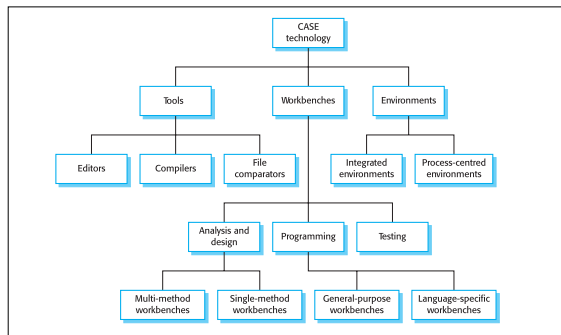 CASE
technology
Tools
Workbenches
Environments
Editors
Compilers
File
comparators
Integrated
environments
Process-centred
environments
Analysis and
design
Programming
Testing
Multi-method
workbenches
Single-method
workbenches
General-purpose
workbenches
Language-specific
workbenches